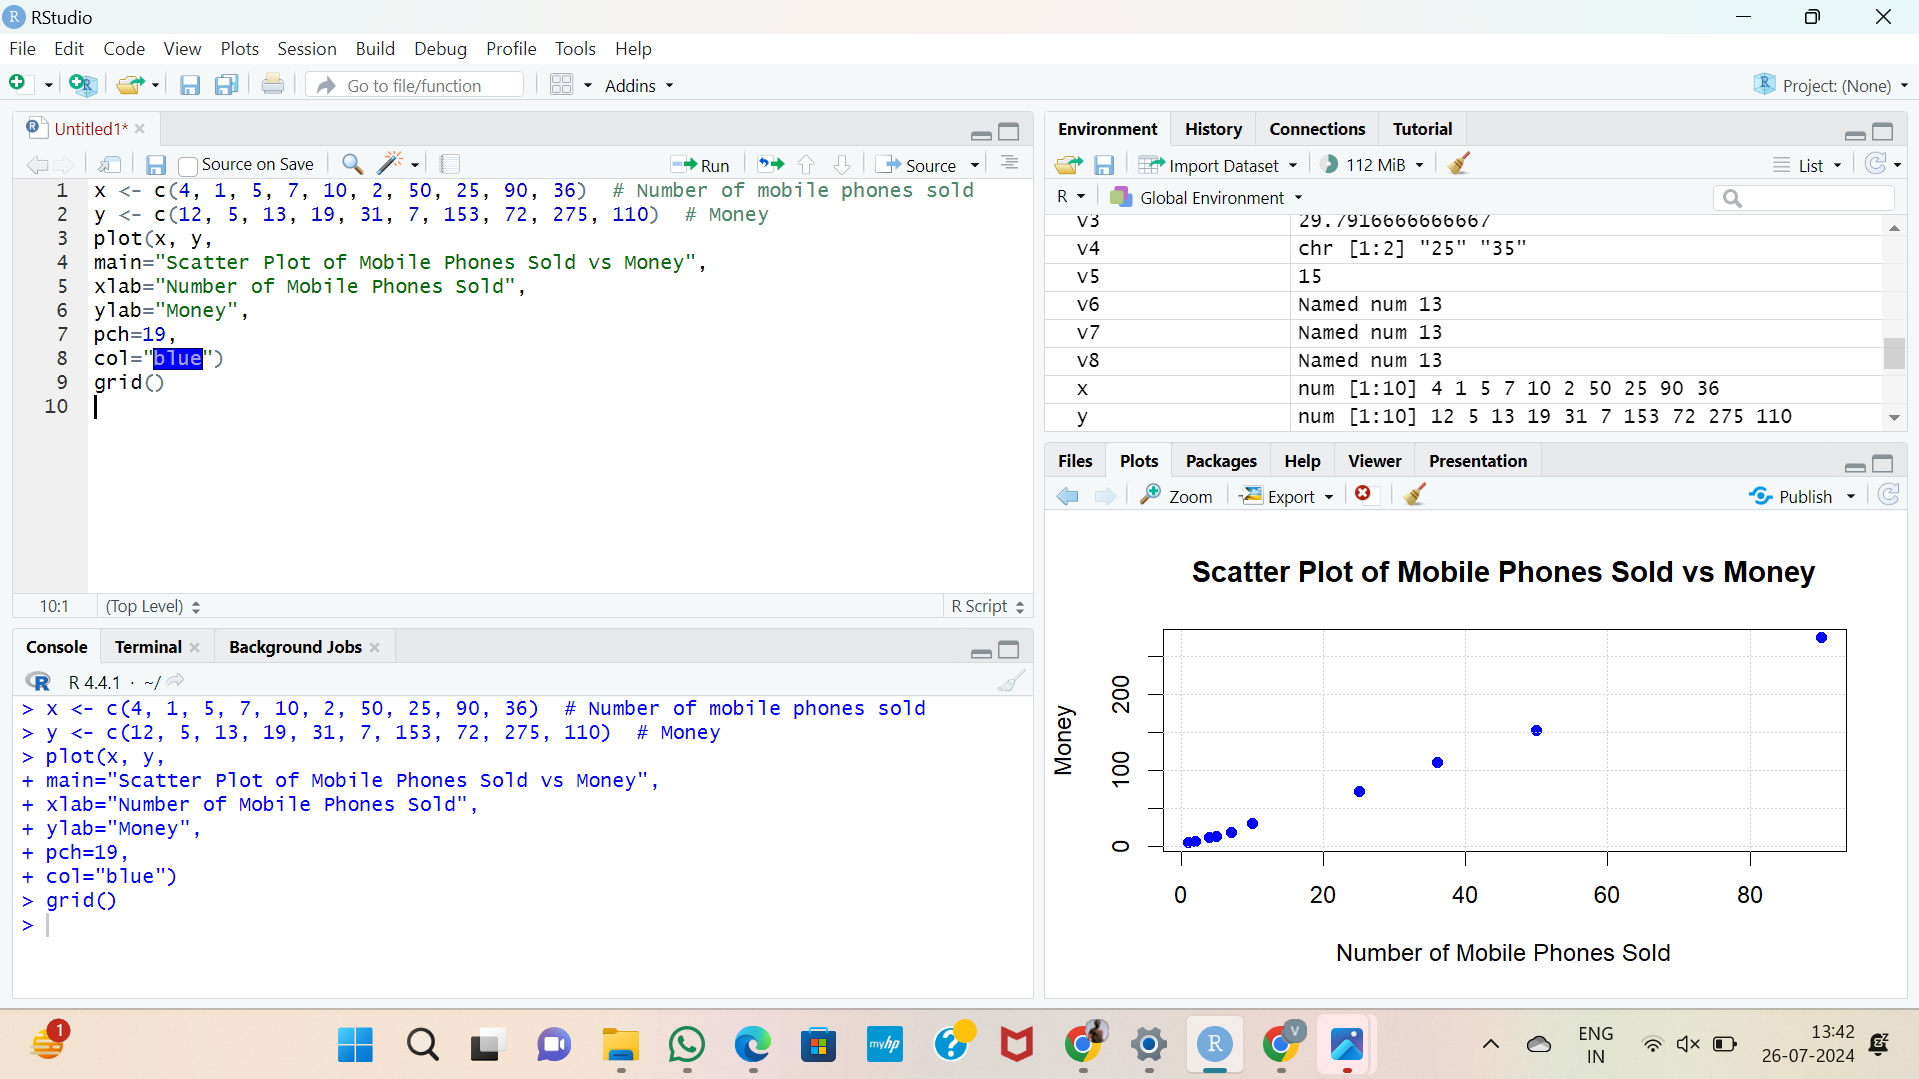 RStudio
File Edit Code View Plots Session Build Debug Profile Tools Help
Go to file/function Addins Project: (None)
Untitled1*
Source on Save Run Source
1 x <- c(4, 1, 5, 7, 10, 2, 50, 25, 90, 36)  # Number of mobile phones sold
2 y <- c(12, 5, 13, 19, 31, 7, 153, 72, 275, 110)  # Money
3 plot(x, y,
4 main="Scatter Plot of Mobile Phones Sold vs Money",
5 xlab="Number of Mobile Phones Sold",
6 ylab="Money",
7 pch=19,
8 col="blue")
9 grid()
10
10:1 (Top Level) R Script
Console Terminal Background Jobs
R 4.4.1 · ~/
> x <- c(4, 1, 5, 7, 10, 2, 50, 25, 90, 36)  # Number of mobile phones sold
> y <- c(12, 5, 13, 19, 31, 7, 153, 72, 275, 110)  # Money
> plot(x, y,
+ main="Scatter Plot of Mobile Phones Sold vs Money",
+ xlab="Number of Mobile Phones Sold",
+ ylab="Money",
+ pch=19,
+ col="blue")
> grid()
>
Environment History Connections Tutorial
Import Dataset 112 MiB List
R Global Environment
v3 29.7916666666667
v4 chr [1:2] "25" "35"
v5 15
v6 Named num 13
v7 Named num 13
v8 Named num 13
x num [1:10] 4 1 5 7 10 2 50 25 90 36
y num [1:10] 12 5 13 19 31 7 153 72 275 110
Files Plots Packages Help Viewer Presentation
Zoom Export Publish
Scatter Plot of Mobile Phones Sold vs Money
Money
200
100
0
0 20 40 60 80
Number of Mobile Phones Sold
1
myhp
?
R
V
ENG
IN
13:42
26-07-2024